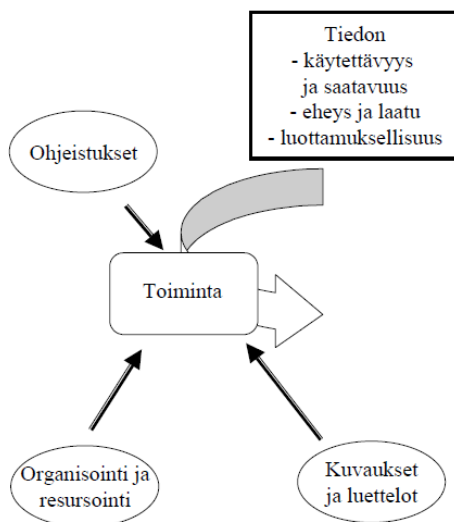 Tiedon
- käytettävyys
ja saatavuus
- eheys ja laatu
- luottamuksellisuus
Ohjeistukset
Toiminta
Organisointi ja
resursointi
Kuvaukset
ja luettelot